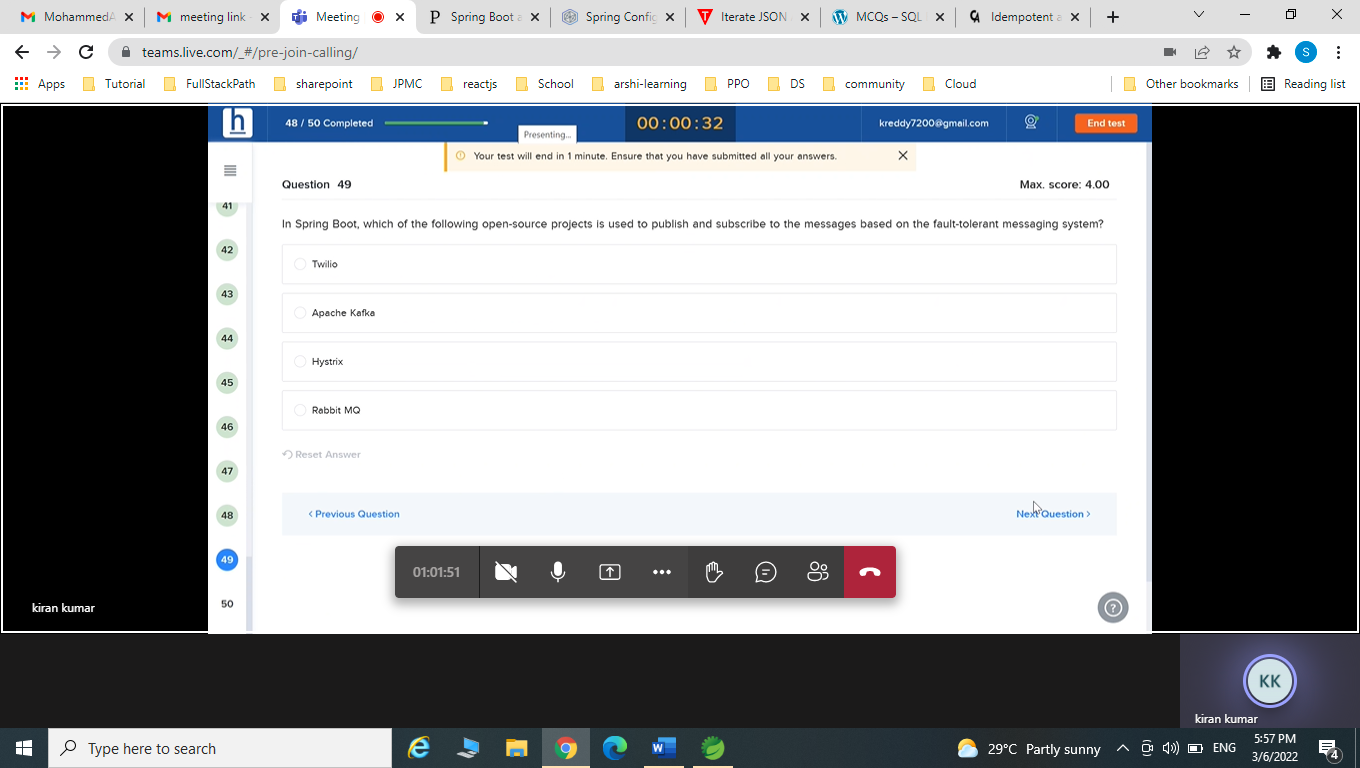 MohammedA
meeting link -
Meeting
Spring Boot a
Spring Config
Iterate JSON A
MCQs – SQL
Idempotent a
teams.live.com/_#/pre-join-calling/
S
Apps
Tutorial
FullStackPath
sharepoint
JPMC
reactjs
School
arshi-learning
PPO
DS
community
Cloud
Other bookmarks
Reading list
h
48 / 50 Completed
Presenting...
00:00:32
kreddy7200@gmail.com
End test
Your test will end in 1 minute. Ensure that you have submitted all your answers.
Question 49
Max. score: 4.00
In Spring Boot, which of the following open-source projects is used to publish and subscribe to the messages based on the fault-tolerant messaging system?
Twilio
Apache Kafka
Hystrix
Rabbit MQ
Reset Answer
< Previous Question
Next Question >
41
42
43
44
45
46
47
48
49
50
01:01:51
kiran kumar
KK
kiran kumar
Type here to search
29°C Partly sunny
ENG
5:57 PM
3/6/2022
4